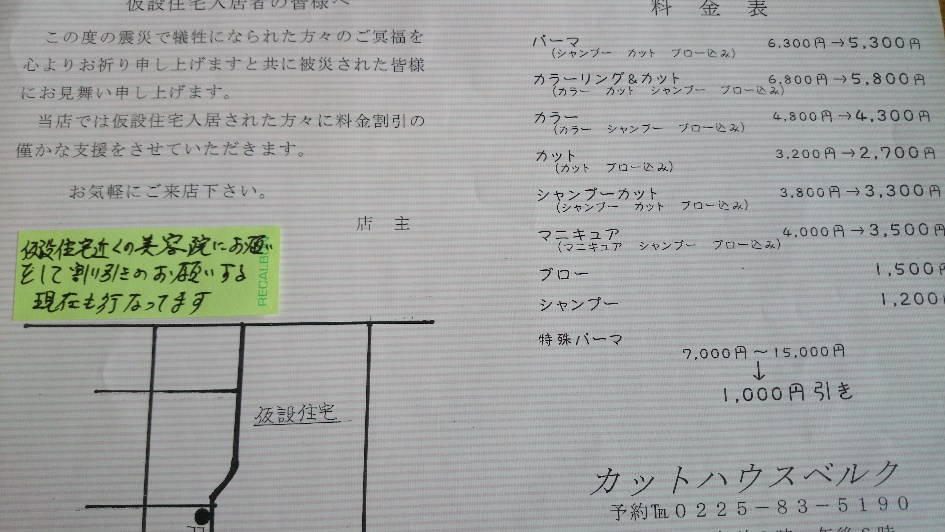 仮設住宅入居者の皆様へ
この度の震災で犠牲になられた方々のご冥福を
心よりお祈り申し上げますと共に被災された皆様
にお見舞い申し上げます。
当店では仮設住宅入居された方々に料金割引の
僅かな支援をさせていただきます。
お気軽にご来店下さい。
店 主
仮設住宅近くの美容院にお願い
をして割り引きのお願いする
現在も行なってます
RECALB
仮設住宅
料 金 表
パーマ 6,300円→5,300円
(シャンプー カット ブロー込み)
カラーリング&カット 6,800円→5,800円
(カラー カット シャンプー ブロー込み)
カラー 4,800円→4,300円
(カラー シャンプー ブロー込み)
カット 3,200円→2,700円
(カット ブロー込み)
シャンプーカット 3,800円→3,300円
(シャンプー カット ブロー込み)
マニキュア 4,000円→3,500円
(マニキュア シャンプー ブロー込み)
ブロー 1,500円
シャンプー 1,200
特殊パーマ
7,000円～15,000円
↓
1,000円引き
カットハウスベルク
予約℡0225-83-5190